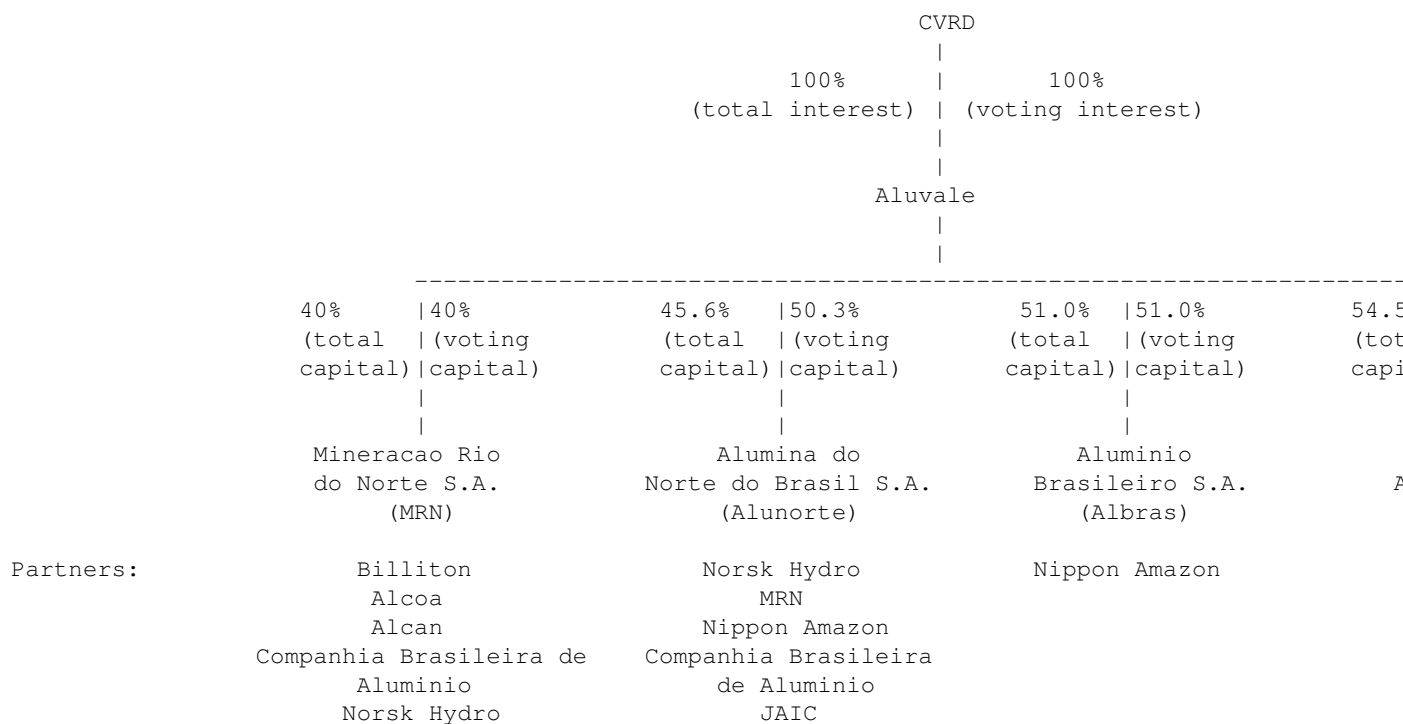 CVRD
|
100% | 100%
(total interest) | (voting interest)
|
|
Aluvale
|
|
--------------------------------------------------------------------
40% |40% 45.6% |50.3% 51.0% |51.0%
(total |(voting (total |(voting (total |(voting
capital)|capital) capital)|capital) capital)|capital)
| | |
| | |
Mineracao Rio Alumina do Aluminio
do Norte S.A. Norte do Brasil S.A. Brasileiro S.A.
(MRN) (Alunorte) (Albras)
Partners: Billiton Norsk Hydro Nippon Amazon
Alcoa MRN
Alcan Nippon Amazon
Companhia Brasileira de Companhia Brasileira
Aluminio de Aluminio
Norsk Hydro JAIC